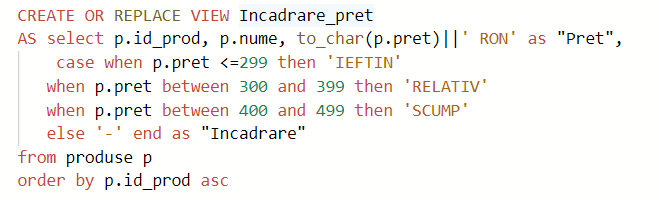 CREATE OR REPLACE VIEW Incadrare_pret
AS select p.id_prod, p.nume, to_char(p.pret)||' RON' as "Pret",
case when p.pret <=299 then 'IEFTIN'
when p.pret between 300 and 399 then 'RELATIV'
when p.pret between 400 and 499 then 'SCUMP'
else '-' end as "Incadrare"
from produse p
order by p.id_prod asc